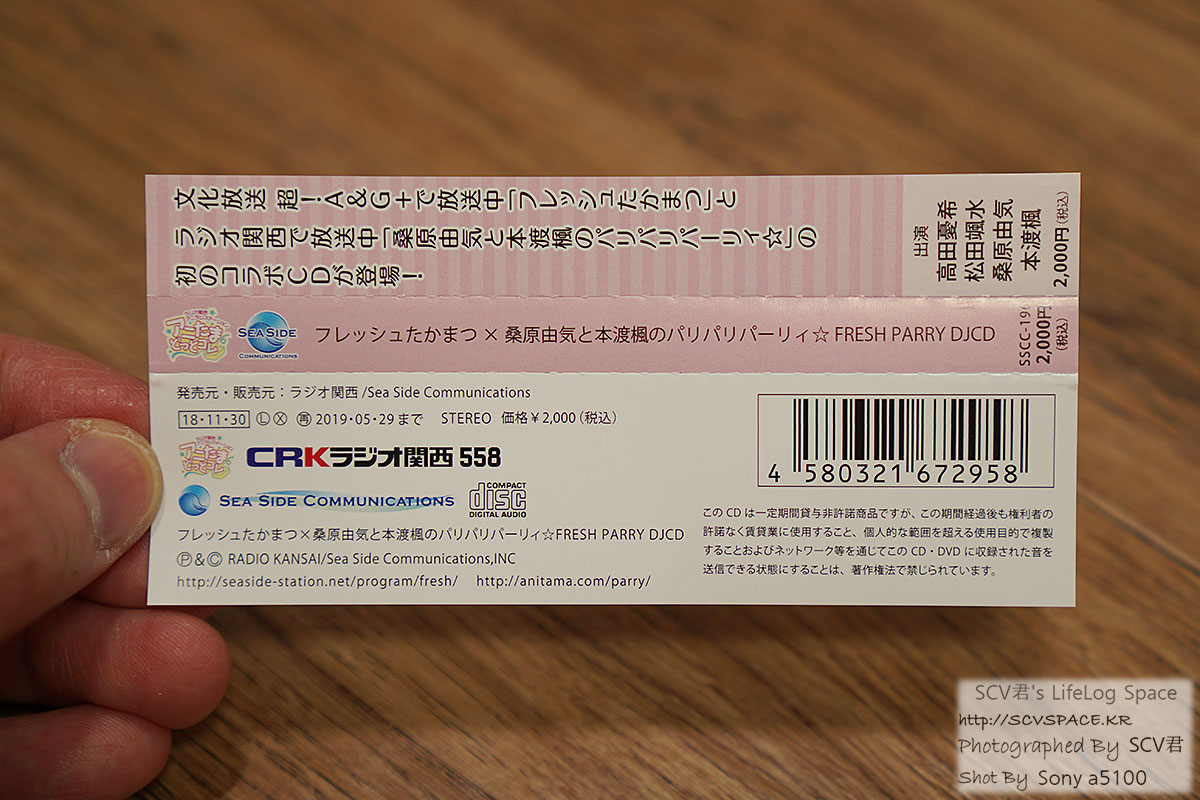 文化放送 超！A&G+で放送中「フレッシュたかまつ」と
ラジオ関西で放送中「桑原由気と本渡楓のパリパリパーリィ☆」の
初のコラボCDが登場！
出演
高田憂希
松田颯水
桑原由気
本渡楓
2,000円(税込)
SEA SIDE
COMMUNICATIONS
フレッシュたかまつ × 桑原由気と本渡楓のパリパリパーリィ☆ FRESH PARRY DJCD
SSCC-196
2,000円
(税込)
発売元・販売元：ラジオ関西 /Sea Side Communications
18・11・30 Ⓛ Ⓧ ㊢ 2019・05・29 まで STEREO 価格￥2,000（税込）
CRKラジオ関西 558
SEA SIDE COMMUNICATIONS
COMPACT
disc
DIGITAL AUDIO
フレッシュたかまつ×桑原由気と本渡楓のパリパリパーリィ☆FRESH PARRY DJCD
Ⓟ&Ⓒ RADIO KANSAI/Sea Side Communications,INC
http://seaside-station.net/program/fresh/ http://anitama.com/parry/
4 580321 672958
この CD は一定期間貸与非許諾商品ですが、この期間経過後も権利者の
許諾なく賃貸業に使用すること、個人的な範囲を超える使用目的で複製
することおよびネットワーク等を通じてこの CD・DVD に収録された音を
送信できる状態にすることは、著作権法で禁じられています。
SCV君's LifeLog Space
http://SCVSPACE.KR
Photographed By SCV君
Shot By Sony a5100